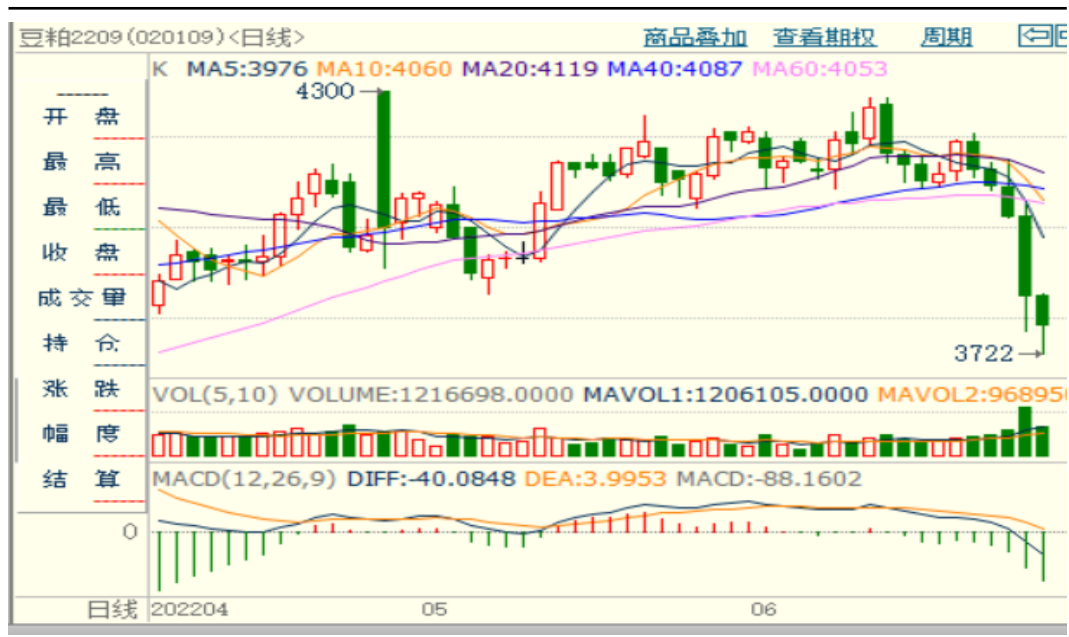 豆粕2209(020109)<日线> 商品叠加 查看期权 周期
K MA5:3976 MA10:4060 MA20:4119 MA40:4087 MA60:4053
4300
开盘
最高
最低
收盘
成交量
持仓
涨跌
幅度
结算
3722
VOL(5,10) VOLUME:1216698.0000 MAVOL1:1206105.0000 MAVOL2:968950
MACD(12,26,9) DIFF:-40.0848 DEA:3.9953 MACD:-88.1602
0
日线 202204 05 06